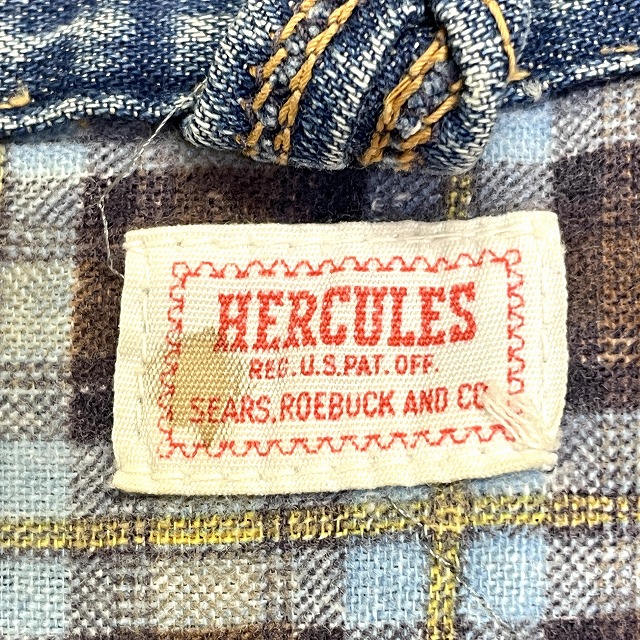 HERCULES
REG. U.S. PAT. OFF.
SEARS, ROEBUCK AND CO.